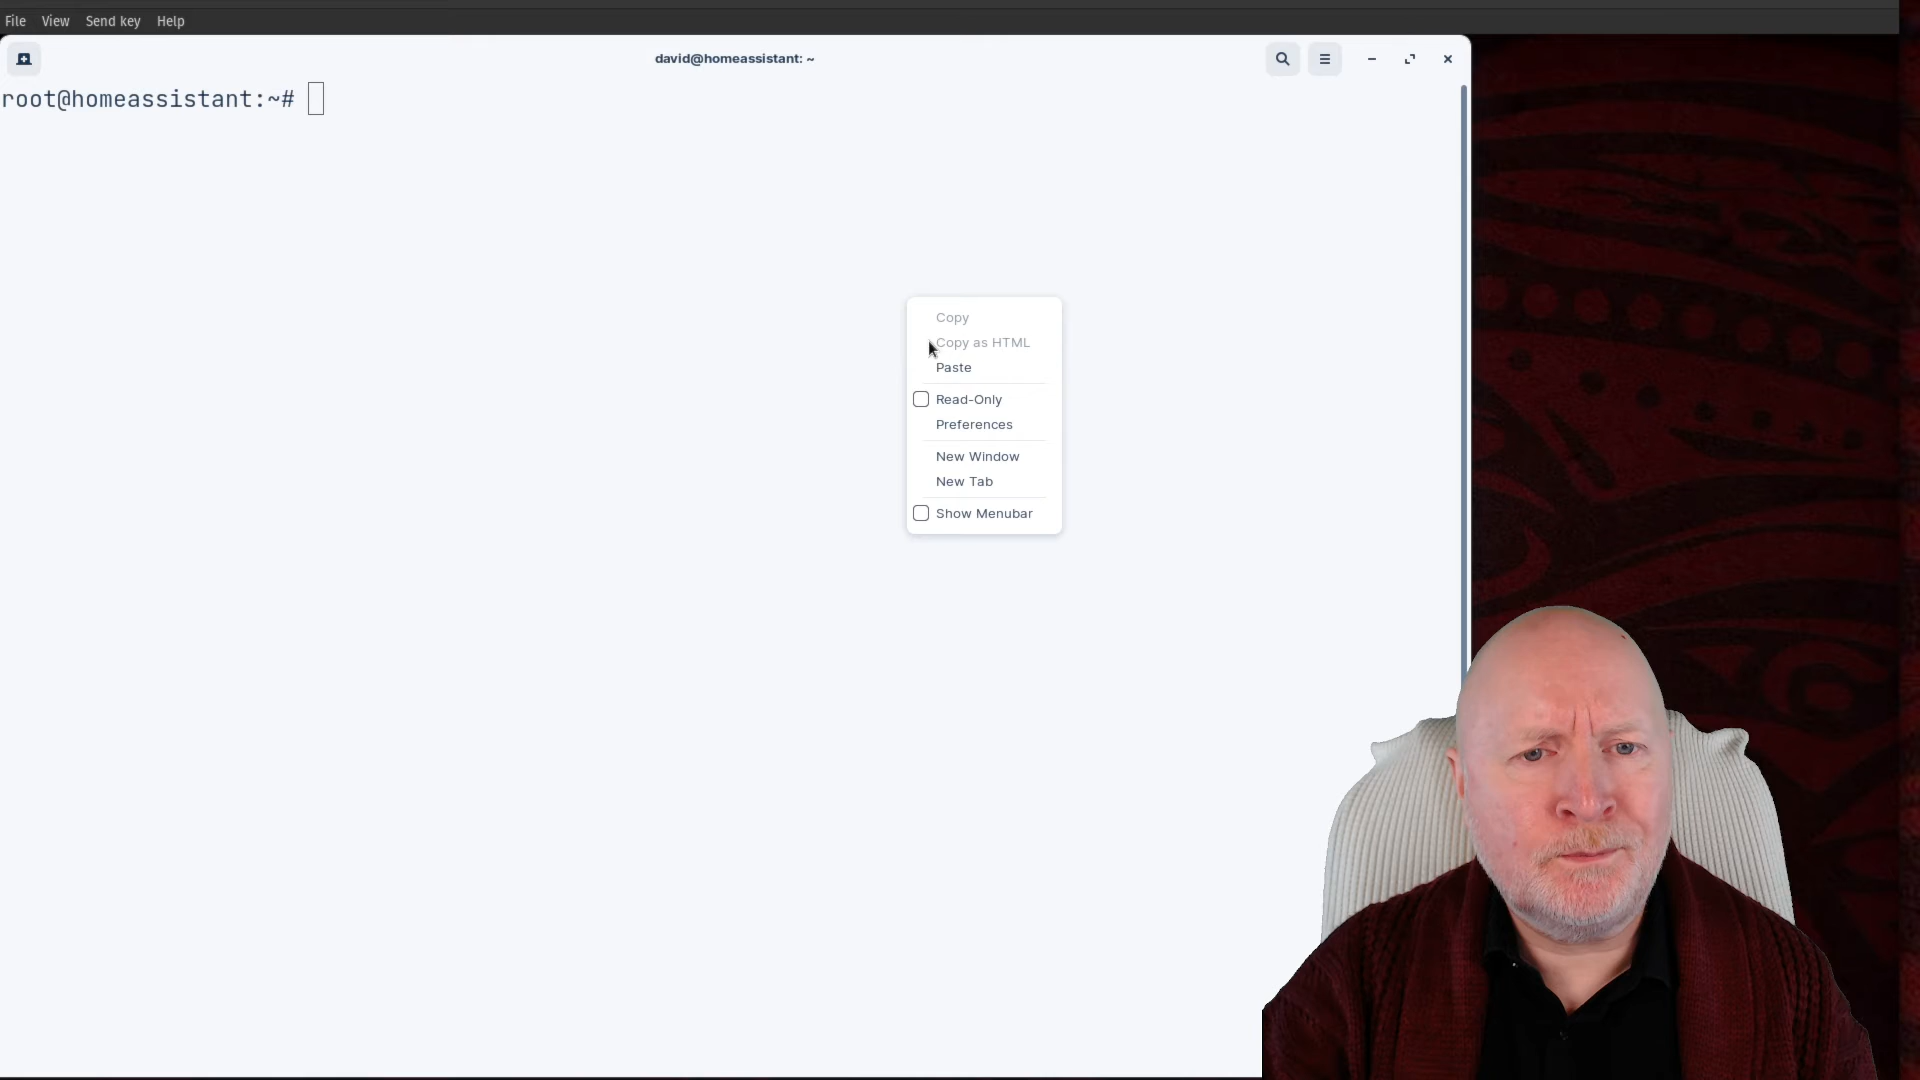 File View Send key Help
david@homeassistant: ~
root@homeassistant:~#
Copy
Copy as HTML
Paste
Read-Only
Preferences
New Window
New Tab
Show Menubar